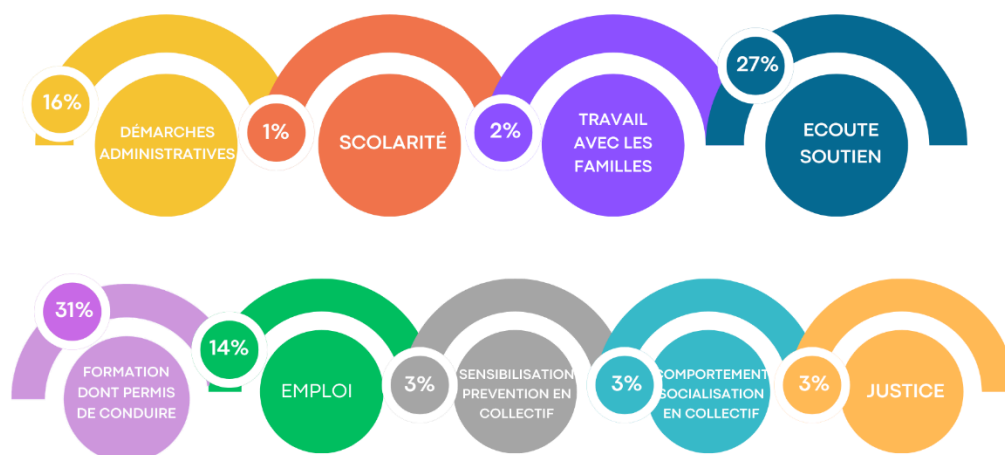 16%
DÉMARCHES
ADMINISTRATIVES
1%
SCOLARITÉ
2%
TRAVAIL
AVEC LES
FAMILLES
27%
ECOUTE
SOUTIEN
31%
FORMATION
DONT PERMIS
DE CONDUIRE
14%
EMPLOI
3%
SENSIBILISATION
PREVENTION EN
COLLECTIF
3%
COMPORTEMENT
SOCIALISATION
EN COLLECTIF
3%
JUSTICE